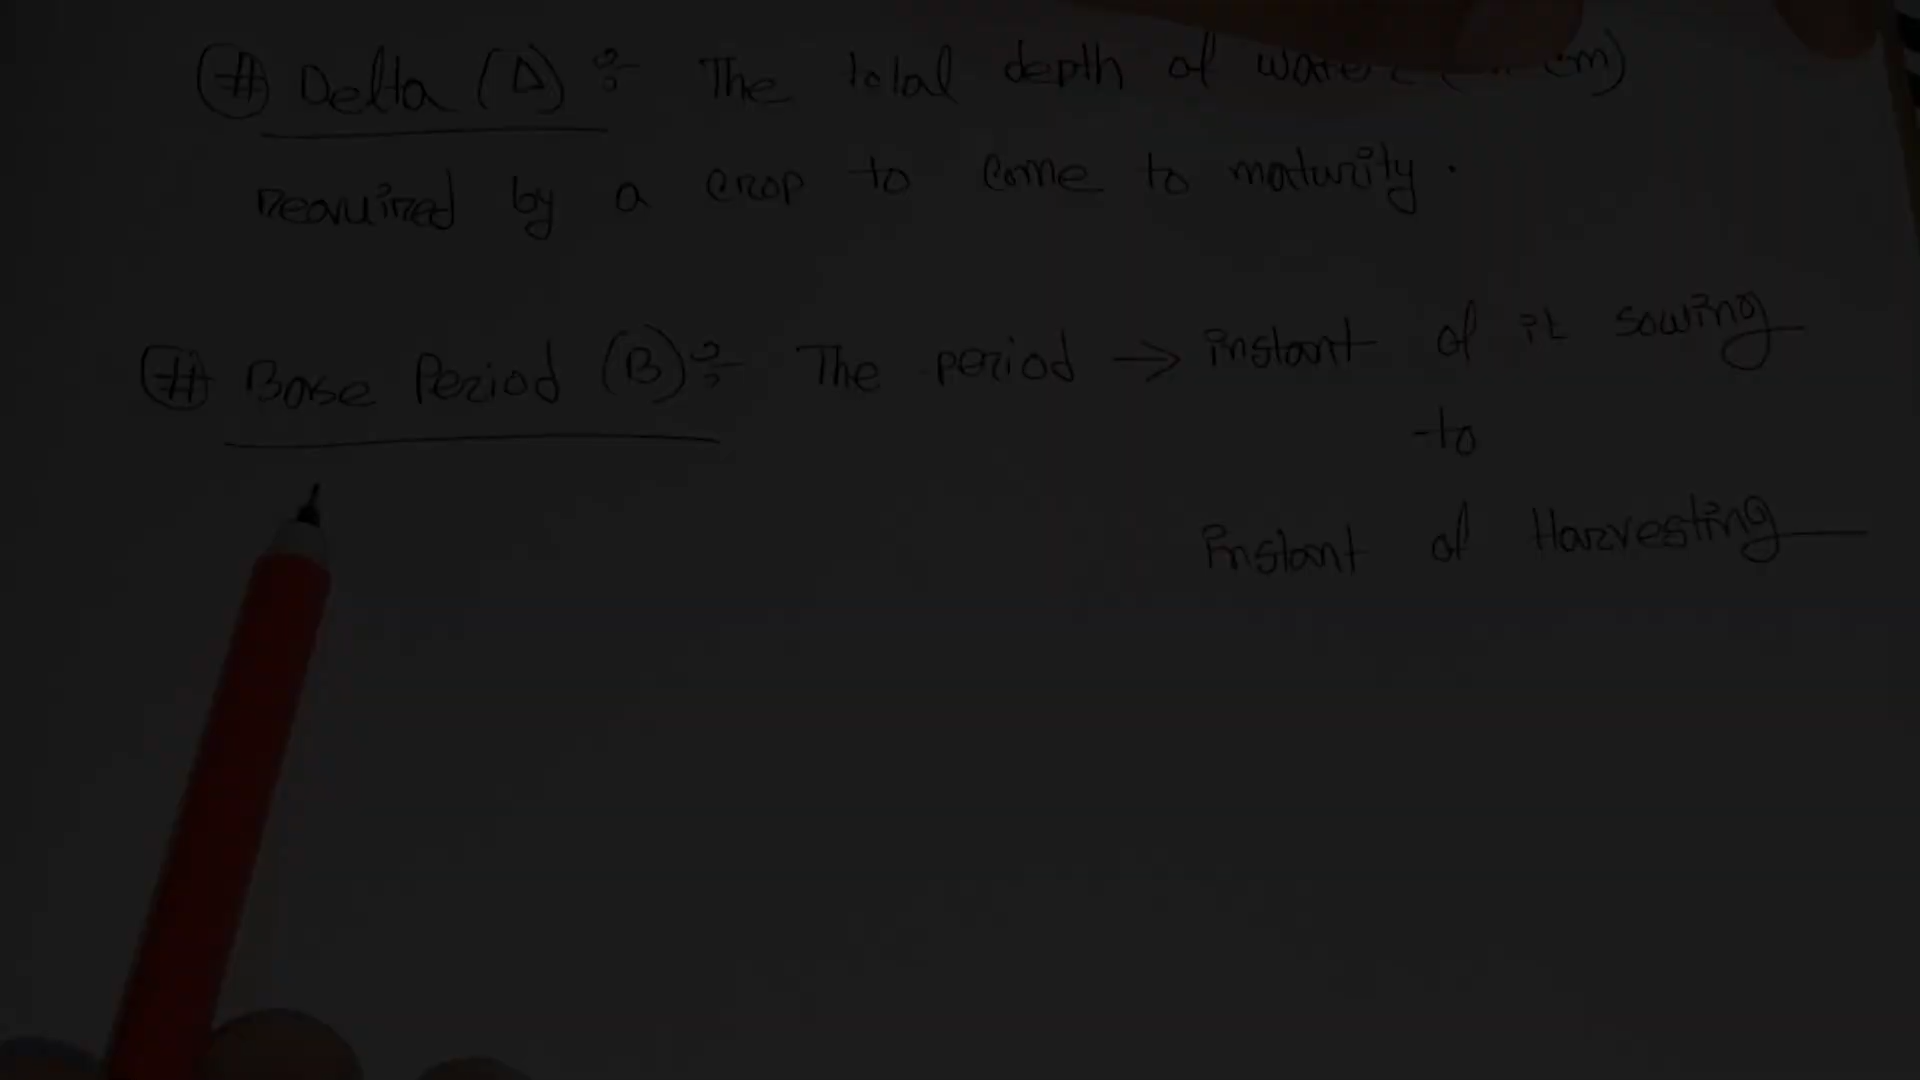 # Delta (Δ) : The total depth of water ( cm)
required by a crop to come to maturity.
# Base Period (B) : The period → instant of it sowing
to
instant of Harvesting